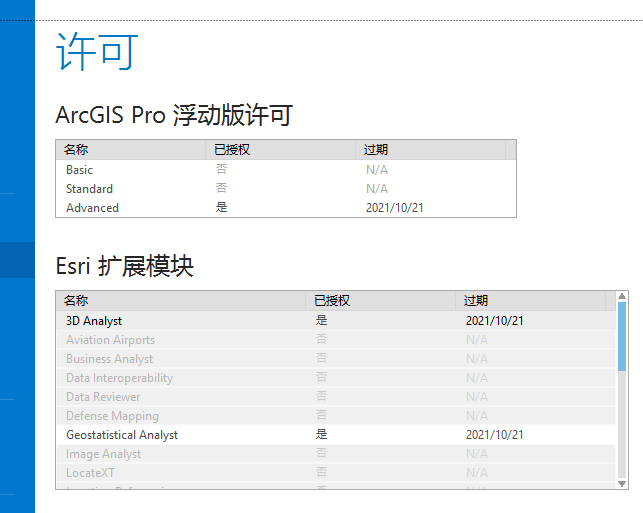 许可
ArcGIS Pro 浮动版许可
名称 已授权 过期
Basic 否 N/A
Standard 否 N/A
Advanced 是 2021/10/21
Esri 扩展模块
名称 已授权 过期
3D Analyst 是 2021/10/21
Aviation Airports 否 N/A
Business Analyst 否 N/A
Data Interoperability 否 N/A
Data Reviewer 否 N/A
Defense Mapping 否 N/A
Geostatistical Analyst 是 2021/10/21
Image Analyst 否 N/A
LocateXT 否 N/A